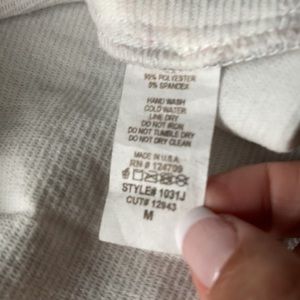 95% POLYESTER
5% SPANDEX
HAND WASH
COLD WATER
LINE DRY
DO NOT IRON
DO NOT TUMBLE DRY
DO NOT DRY CLEAN
MADE IN U.S.A.
RN # 124709
STYLE# 1031J
CUT# 12943
M